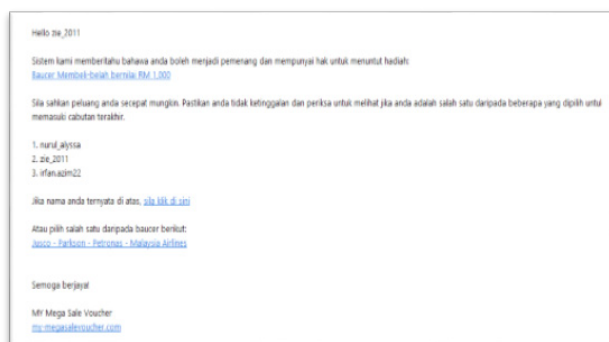 Hello zie_2011
Sistem kami memberitahu bahawa anda boleh menjadi pemenang dan mempunyai hak untuk menuntut hadiah:
Baucer Membeli-belah bernilai RM 1,000
Sila sahkan peluang anda secepat mungkin. Pastikan anda tidak ketinggalan dan periksa untuk melihat jika anda adalah salah satu daripada beberapa yang dipilih untuk
memasuki cabutan terakhir.
1. nurul_alyssa
2. zie_2011
3. irfan.azim22
Jika nama anda ternyata di atas, sila klik di sini
Atau pilih salah satu daripada baucer berikut:
Jusco - Parkson - Petronas - Malaysia Airlines
Semoga berjaya!
MY Mega Sale Voucher
my-megasalevoucher.com